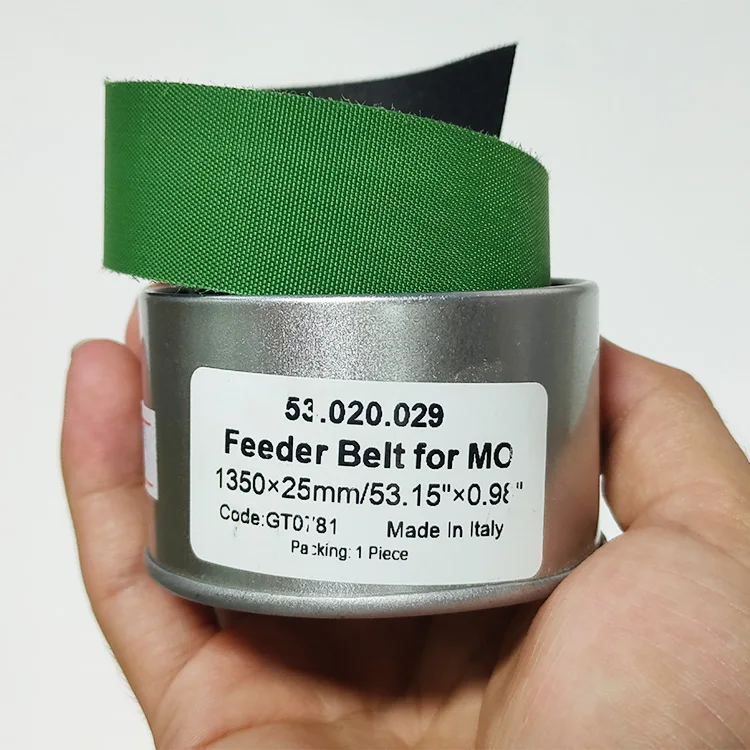 53.020.029
Feeder Belt for MO
1350×25mm/53.15"×0.98"
Code:GT0781 Made In Italy
Packing: 1 Piece